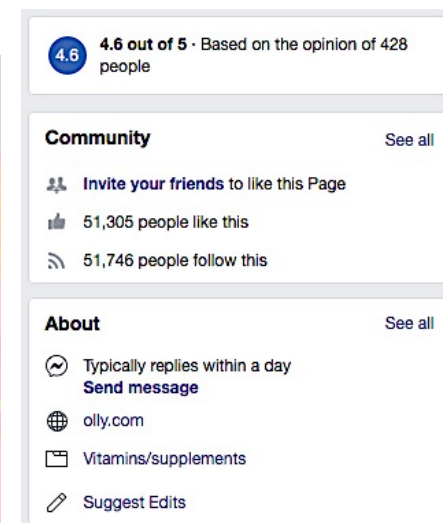 4.6
4.6 out of 5 · Based on the opinion of 428
people
Community
See all
Invite your friends to like this Page
51,305 people like this
51,746 people follow this
About
See all
Typically replies within a day
Send message
olly.com
Vitamins/supplements
Suggest Edits